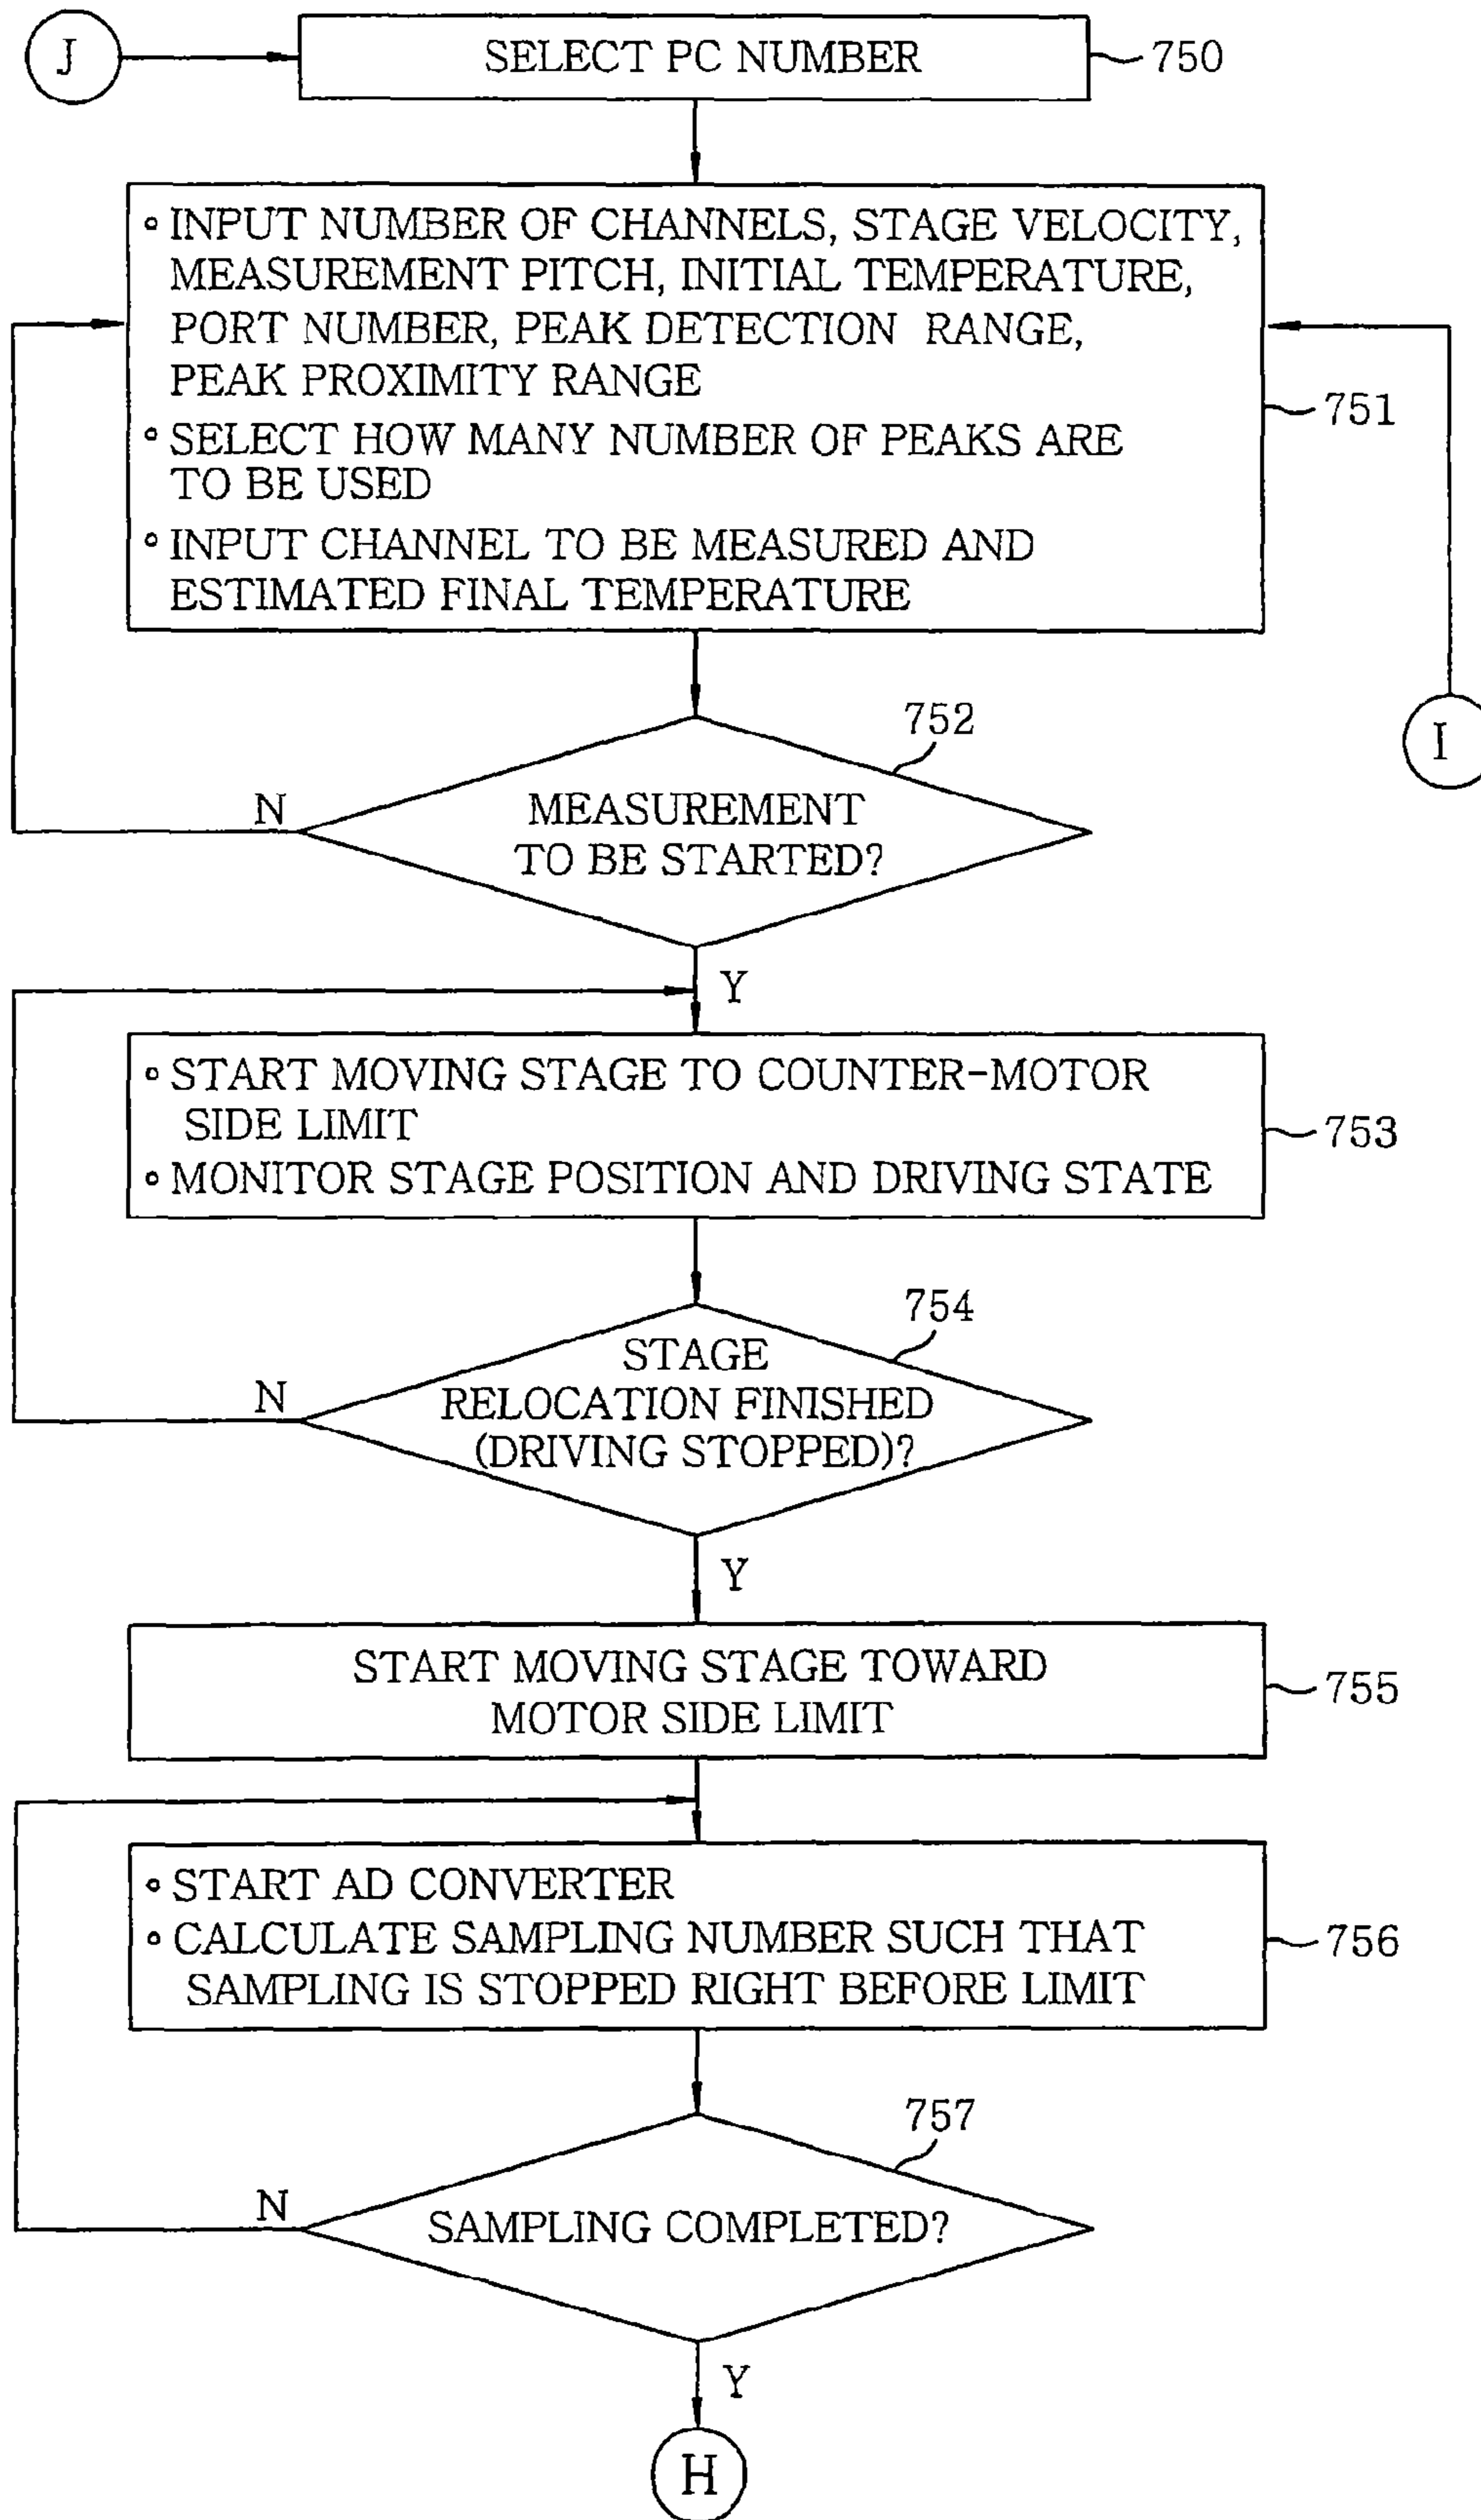 J
SELECT PC NUMBER
750
° INPUT NUMBER OF CHANNELS, STAGE VELOCITY,
MEASUREMENT PITCH, INITIAL TEMPERATURE,
PORT NUMBER, PEAK DETECTION RANGE,
PEAK PROXIMITY RANGE
751
° SELECT HOW MANY NUMBER OF PEAKS ARE
TO BE USED
° INPUT CHANNEL TO BE MEASURED AND
ESTIMATED FINAL TEMPERATURE
752
I
N
MEASUREMENT
TO BE STARTED?
Y
° START MOVING STAGE TO COUNTER-MOTOR
SIDE LIMIT
753
° MONITOR STAGE POSITION AND DRIVING STATE
754
N
STAGE
RELOCATION FINISHED
(DRIVING STOPPED)?
Y
START MOVING STAGE TOWARD
MOTOR SIDE LIMIT
755
° START AD CONVERTER
° CALCULATE SAMPLING NUMBER SUCH THAT
SAMPLING IS STOPPED RIGHT BEFORE LIMIT
756
757
N
SAMPLING COMPLETED?
Y
H